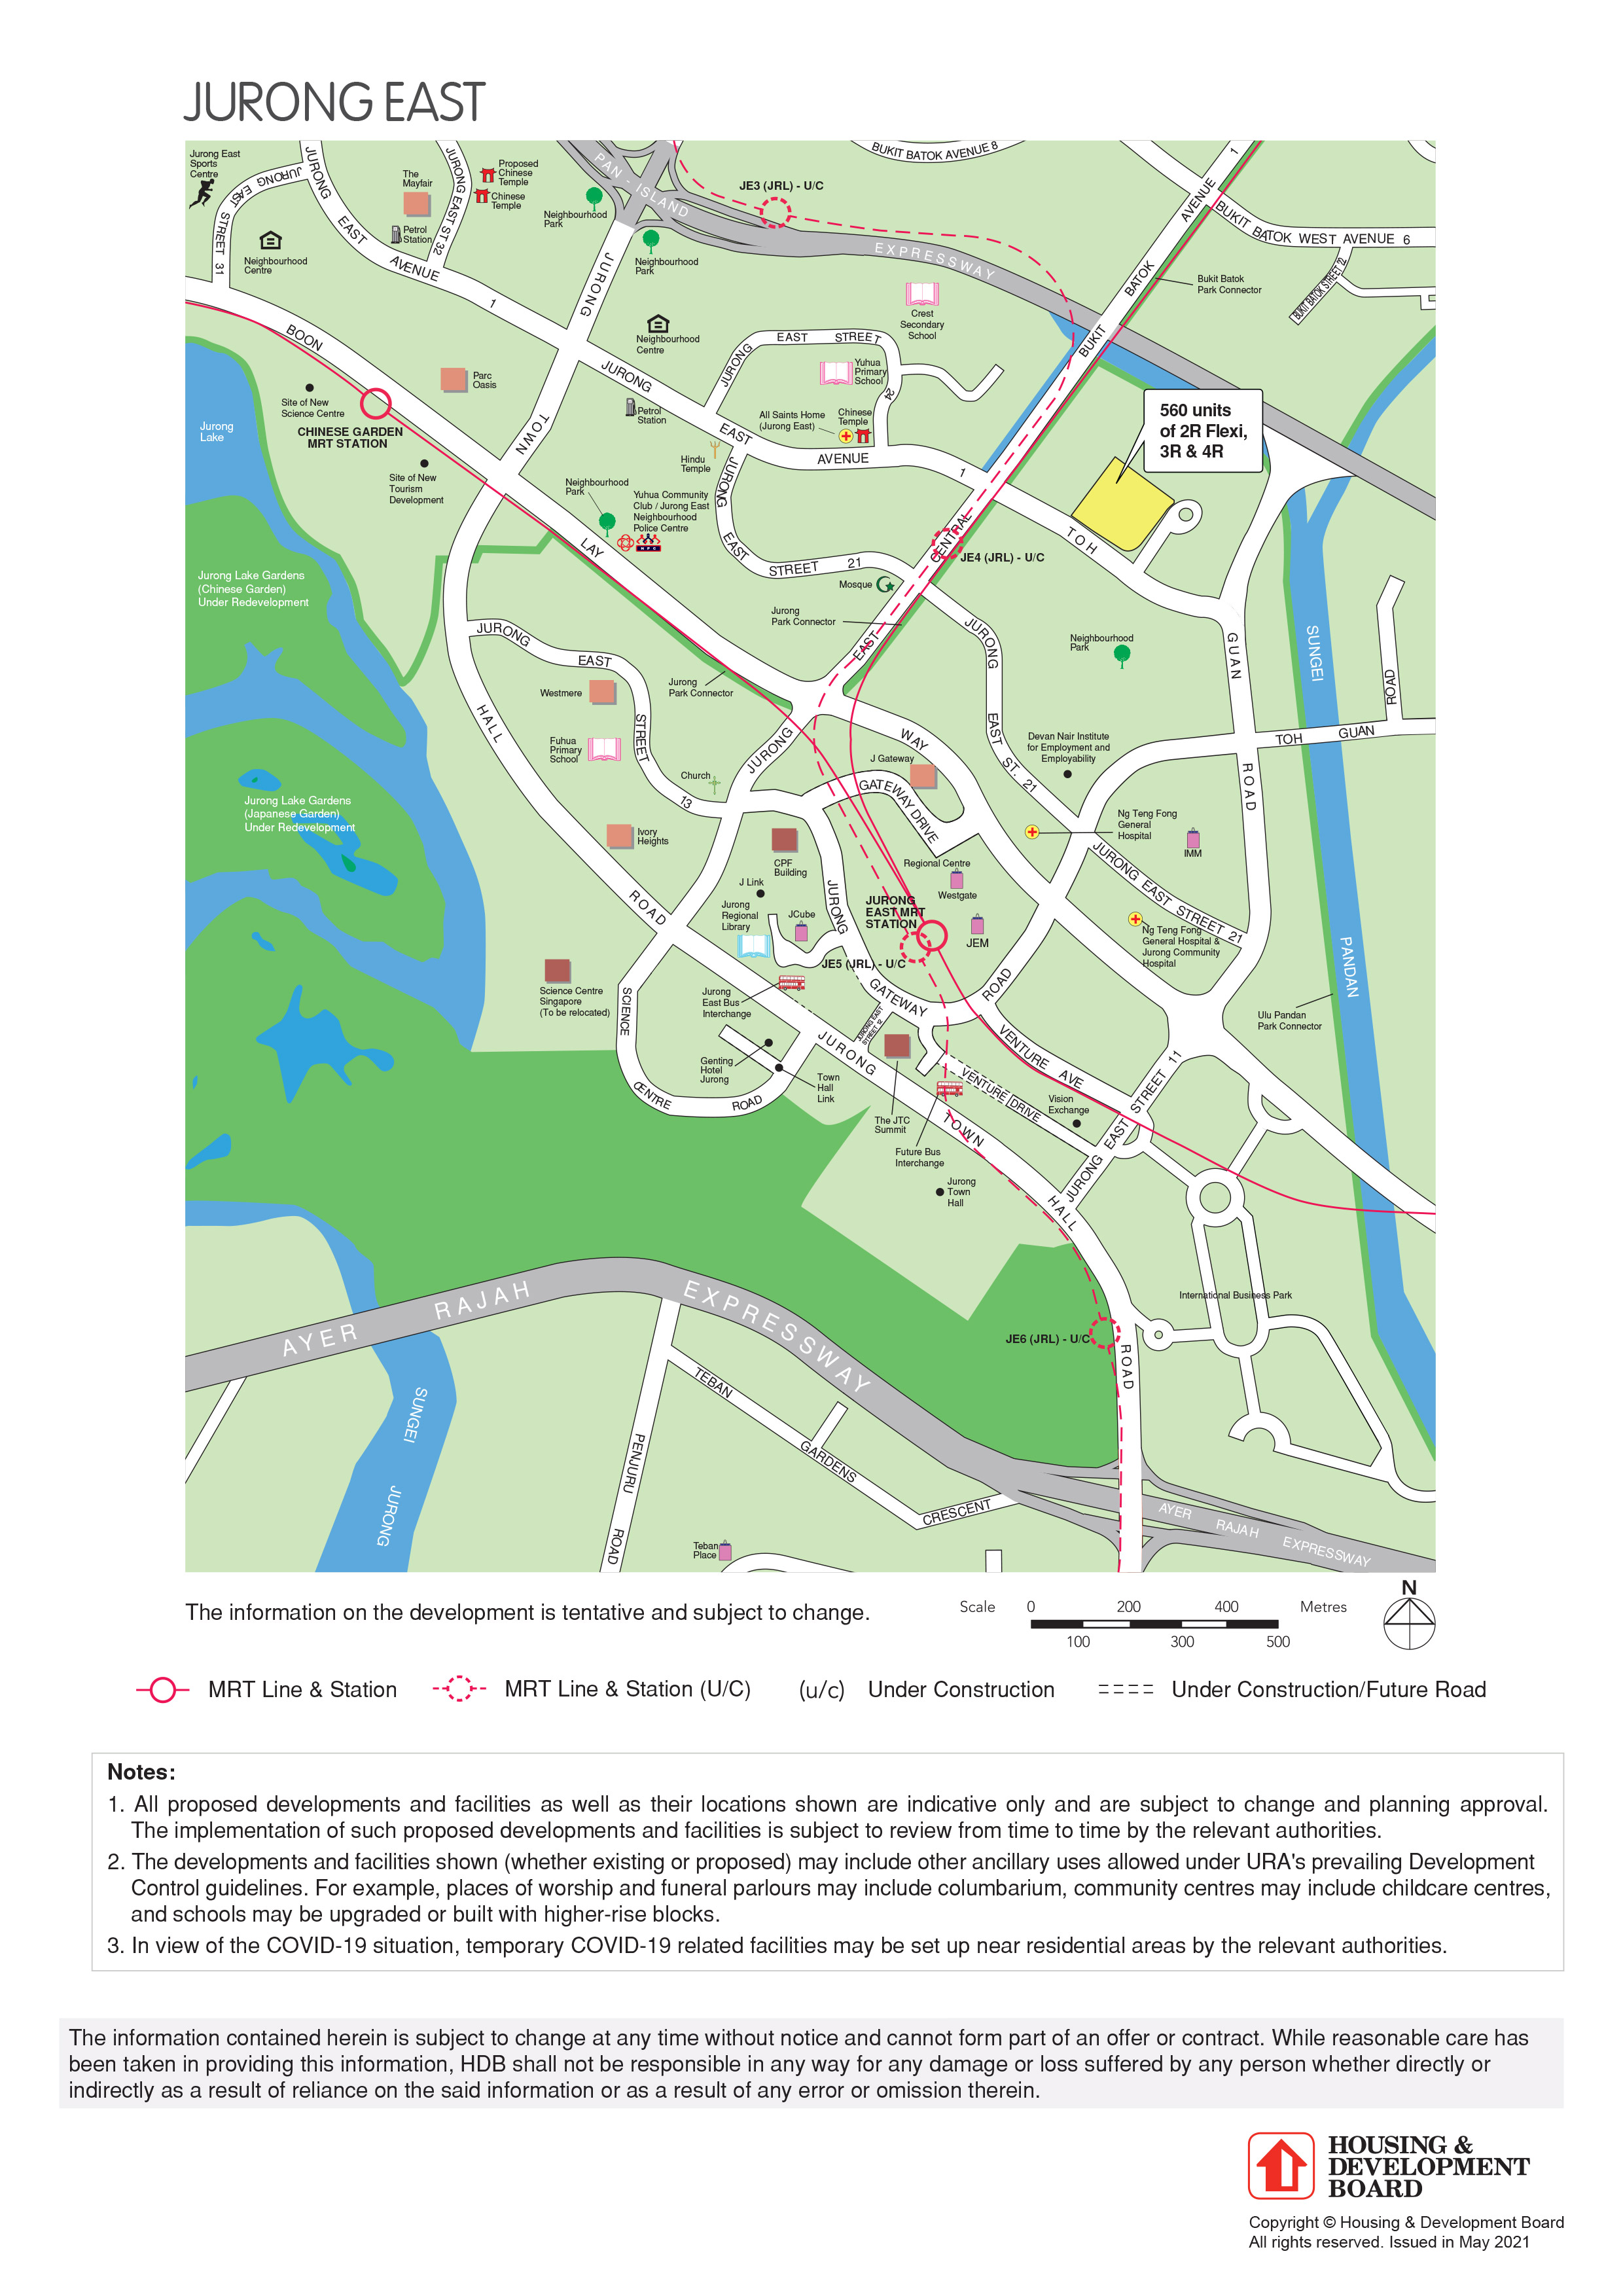 JURONG EAST
Jurong East
Sports
Centre
JURONG
EAST
STREET 31
JURONG
EAST
AVENUE
1
The
Mayfair
Petrol
Station
JURONG EAST ST 32
Proposed
Chinese
Temple
Chinese
Temple
Neighbourhood
Centre
Neighbourhood
Park
Neighbourhood
Park
PAN - ISLAND
EXPRESSWAY
JE3 (JRL) - U/C
BUKIT BATOK AVENUE 8
BUKIT
BATOK
AVENUE
1
BUKIT BATOK WEST AVENUE 6
BUKIT BATOK STREET 22
Bukit Batok
Park Connector
Crest
Secondary
School
JURONG
TOWN
HALL
ROAD
Neighbourhood
Centre
JURONG
EAST
STREET
24
Yuhua
Primary
School
BOON
LAY
WAY
Parc
Oasis
Site of New
Science Centre
CHINESE GARDEN
MRT STATION
Site of New
Tourism
Development
Jurong
Lake
JURONG
EAST
AVENUE
1
Petrol
Station
All Saints Home
(Jurong East)
Chinese
Temple
Hindu
Temple
560 units
of 2R Flexi,
3R & 4R
Neighbourhood
Park
Yuhua Community
Club / Jurong East
Neighbourhood
Police Centre
NPC
JURONG
EAST
STREET
21
Mosque
JE4 (JRL) - U/C
JURONG
EAST
CENTRAL
TOH
GUAN
ROAD
Jurong Lake Gardens
(Chinese Garden)
Under Redevelopment
Jurong
Park Connector
Neighbourhood
Park
SUNGEI
PANDAN
JURONG
EAST
STREET
13
Westmere
Jurong
Park Connector
Fuhua
Primary
School
Church
JURONG
EAST
ST. 21
Devan Nair Institute
for Employment and
Employability
TOH
GUAN
ROAD
J Gateway
GATEWAY DRIVE
Jurong Lake Gardens
(Japanese Garden)
Under Redevelopment
Ivory
Heights
CPF
Building
J Link
Jurong
Regional
Library
JCube
JURONG
GATEWAY
ROAD
Regional Centre
Westgate
JURONG
EAST MRT
STATION
JEM
JE5 (JRL) - U/C
Ng Teng Fong
General
Hospital
IMM
JURONG EAST STREET 21
Ng Teng Fong
General Hospital &
Jurong Community
Hospital
Ulu Pandan
Park Connector
Science Centre
Singapore
(To be relocated)
SCIENCE
CENTRE
ROAD
Jurong
East Bus
Interchange
Genting
Hotel
Jurong
Town
Hall
Link
JURONG EAST
STREET 12
The JTC
Summit
Future Bus
Interchange
VENTURE AVE
VENTURE DRIVE
Vision
Exchange
JURONG EAST STREET 11
JURONG
TOWN
HALL
ROAD
Jurong
Town
Hall
International Business Park
JE6 (JRL) - U/C
AYER
RAJAH
EXPRESSWAY
SUNGEI
JURONG
PENJURU
ROAD
TEBAN
GARDENS
CRESCENT
Teban
Place
AYER
RAJAH
EXPRESSWAY
The information on the development is tentative and subject to change.
Scale 0 200 400 Metres
100 300 500
N
MRT Line & Station
MRT Line & Station (U/C)
(u/c) Under Construction
Under Construction/Future Road
Notes:
1. All proposed developments and facilities as well as their locations shown are indicative only and are subject to change and planning approval.
The implementation of such proposed developments and facilities is subject to review from time to time by the relevant authorities.
2. The developments and facilities shown (whether existing or proposed) may include other ancillary uses allowed under URA's prevailing Development
Control guidelines. For example, places of worship and funeral parlours may include columbarium, community centres may include childcare centres,
and schools may be upgraded or built with higher-rise blocks.
3. In view of the COVID-19 situation, temporary COVID-19 related facilities may be set up near residential areas by the relevant authorities.
The information contained herein is subject to change at any time without notice and cannot form part of an offer or contract. While reasonable care has
been taken in providing this information, HDB shall not be responsible in any way for any damage or loss suffered by any person whether directly or
indirectly as a result of reliance on the said information or as a result of any error or omission therein.
HOUSING &
DEVELOPMENT
BOARD
Copyright © Housing & Development Board
All rights reserved. Issued in May 2021